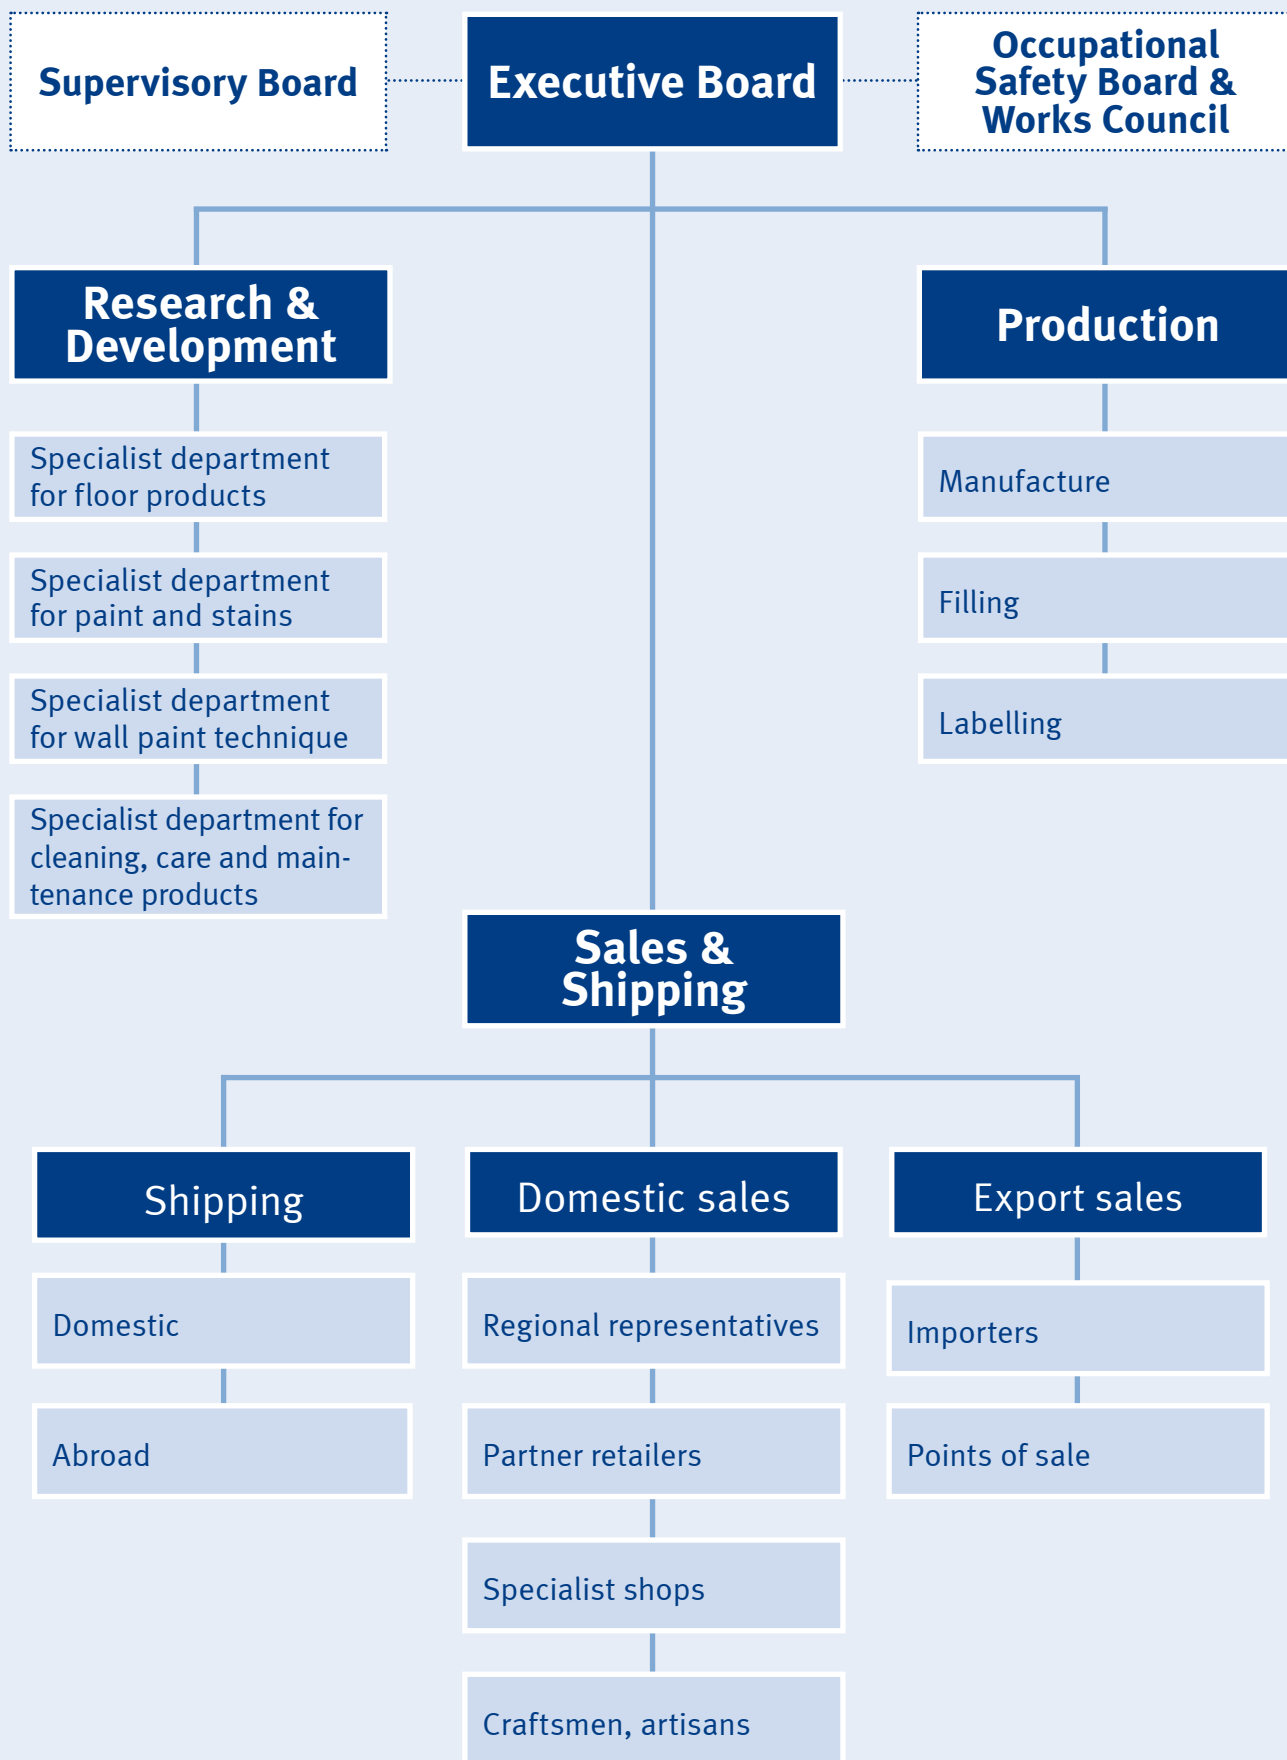 Supervisory Board
Executive Board
Occupational
Safety Board &
Works Council
Research &
Development
Production
Specialist department
for floor products
Specialist department
for paint and stains
Specialist department
for wall paint technique
Specialist department for
cleaning, care and main-
tenance products
Manufacture
Filling
Labelling
Sales &
Shipping
Shipping
Domestic sales
Export sales
Domestic
Abroad
Regional representatives
Partner retailers
Specialist shops
Craftsmen, artisans
Importers
Points of sale